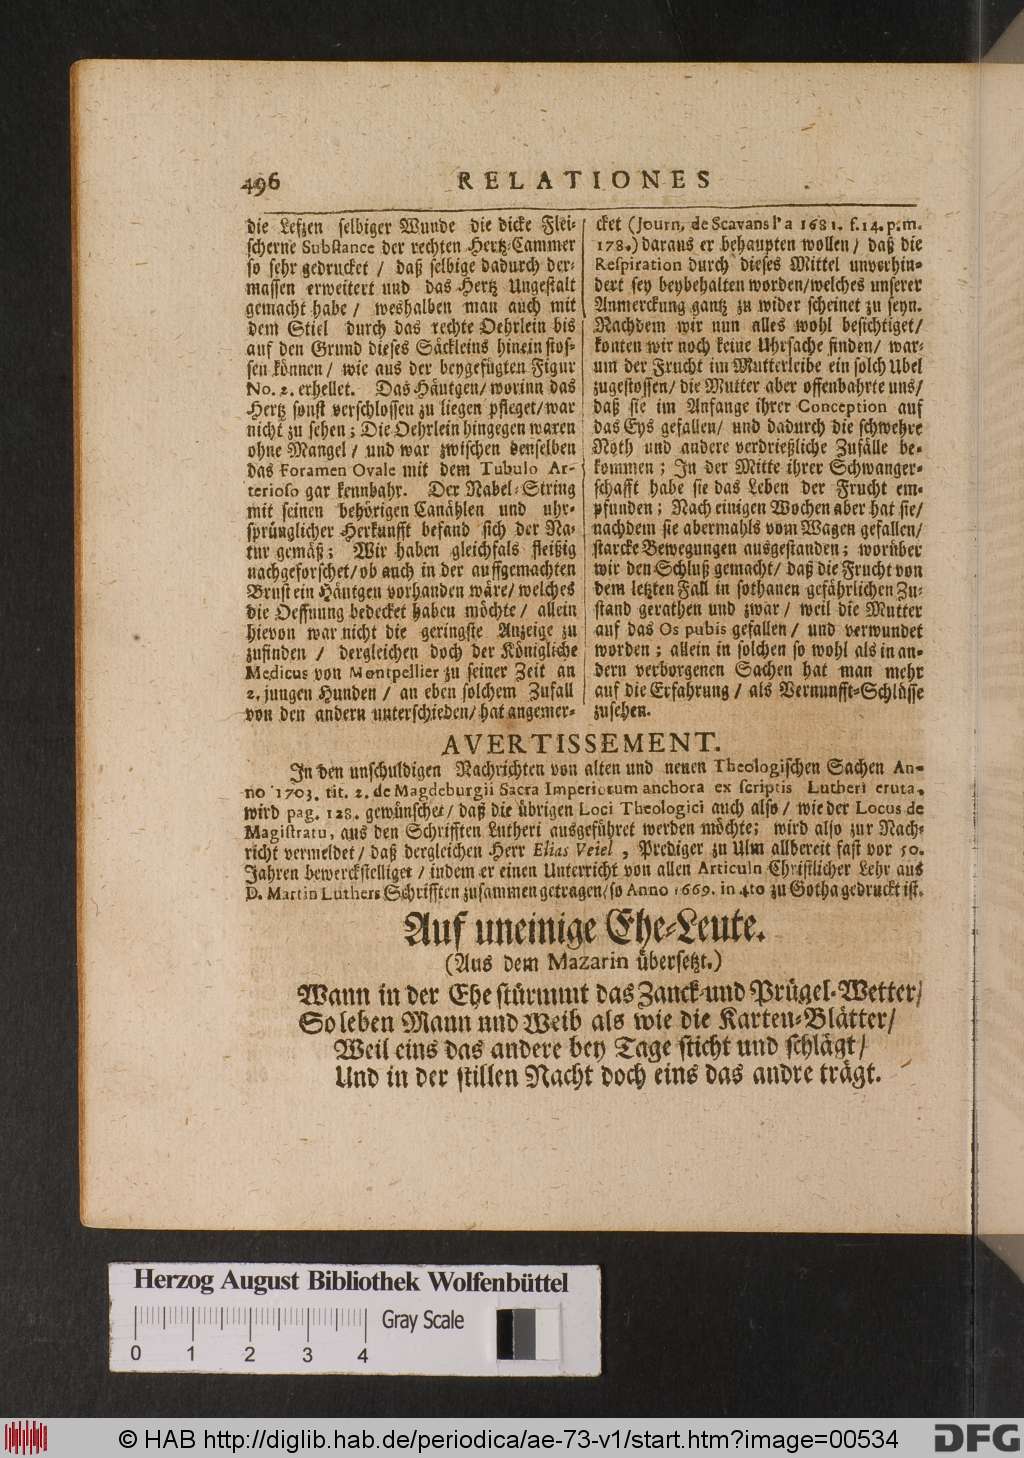 496
RELATIONES
die Lefzen selbiger Wunde die dicke Flei-
scherne Substance der rechten Hertz-Cammer
so sehr gedrucket / daß selbige dadurch der-
massen erweitert und das Hertz Ungestalt
gemacht habe / weshalben man auch mit
dem Stiel durch das rechte Oehrlein bis
auf den Grund dieses Säckleins hinein stos-
sen können / wie aus der beygefügten Figur
No. 2. erhellet. Das Häutgen / worinn das
Hertz sonst verschlossen zu liegen pfleget / war
nicht zu sehen; Die Oehrlein hingegen waren
ohne Mangel / und war zwischen denselben
das Foramen Ovale mit dem Tubulo Ar-
terioso gar kennbahr. Der Nabel-String
mit seinen behörigen Canählen und uhr-
sprünglicher Herkunfft befand sich der Na-
tur gemäß; Wir haben gleichfals fleißig
nachgeforschet / ob auch in der auffgemachten
Brust ein Häutgen vorhanden wäre / welches
die Oeffnung bedecket haben möchte / allein
hievon war nicht die geringste Anzeige zu
zufinden / dergleichen doch der Königliche
Medicus von Montpellier zu seiner Zeit an
2. jungen Hunden / an eben solchem Zufall
von den andern unterschieden / hat angemer-
cket (Journ. de Scavans l'a 1681. f. 14. p. m.
178.) daraus er behaupten wollen / daß die
Respiration durch dieses Mittel unverhin-
dert sey beybehalten worden / welches unserer
Anmerckung gantz zu wider scheinet zu seyn.
Nachdem wir nun alles wohl besichtiget /
konten wir noch keine Uhrsache finden / war-
um der Frucht im Mutterleibe ein solch Ubel
zugestossen / die Mutter aber offenbahrte uns /
daß sie im Anfange ihrer Conception auf
das Eys gefallen / und dadurch die schwehre
Noth und andere verdrießliche Zufälle be-
kommen; In der Mitte ihrer Schwanger-
schafft habe sie das Leben der Frucht em-
pfunden; Nach einigen Wochen aber hat sie /
nachdem sie abermahls vom Wagen gefallen /
starcke Bewegungen ausgestanden; worüber
wir den Schluß gemacht / daß die Frucht von
dem letzten Fall in sothanen gefährlichen Zu-
stand gerathen und zwar / weil die Mutter
auf das Os pubis gefallen / und verwundet
worden; allein in solchen so wohl als in an-
dern verborgenen Sachen hat man mehr
auf die Erfahrung / als Vernunfft-Schlüsse
zusehen.
AVERTISSEMENT.
In den unschuldigen Nachrichten von alten und neuen Theologischen Sachen An-
no 1703. tit. 2. de Magdeburgii Sacra Imperiorum anchora ex scriptis Lutheri eruta,
wird pag. 128. gewünschet / daß die übrigen Loci Theologici auch also / wie der Locus de
Magistratu, aus den Schrifften Lutheri ausgeführet werden möchte; wird also zur Nach-
richt vermeldet / daß dergleichen Herr Elias Veiel, Prediger zu Ulm allbereit fast vor 50.
Jahren bewerckstelliget / indem er einen Unterricht von allen Articuln Christlicher Lehr aus
D. Martin Luthers Schrifften zusammen getragen / so Anno 1669. in 4to zu Gotha gedruckt ist.
Auf uneinige Ehe-Leute.
(Aus dem Mazarin übersetzt.)
Wann in der Ehe stürmmt das Zanck- und Prügel-Wetter /
So leben Mann und Weib als wie die Karten-Blätter /
Weil eins das andere bey Tage sticht und schlägt /
Und in der stillen Nacht doch eins das andre trägt.
Herzog August Bibliothek Wolfenbüttel
Gray Scale
0 1 2 3 4
© HAB http://diglib.hab.de/periodica/ae-73-v1/start.htm?image=00534
DFG